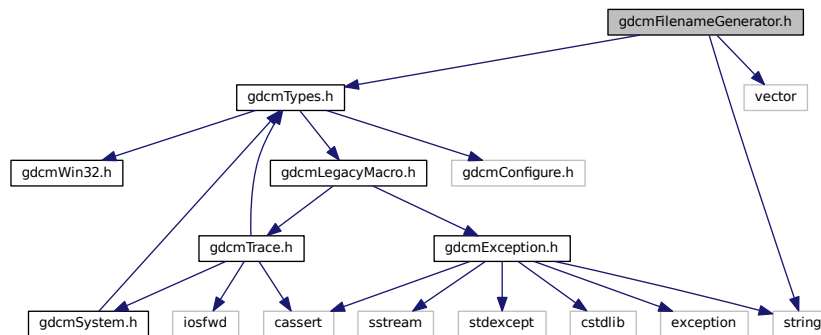 gdcmFilenameGenerator.h
gdcmTypes.h
vector
gdcmWin32.h
gdcmLegacyMacro.h
gdcmConfigure.h
gdcmTrace.h
gdcmException.h
gdcmSystem.h
iosfwd
cassert
sstream
stdexcept
cstdlib
exception
string